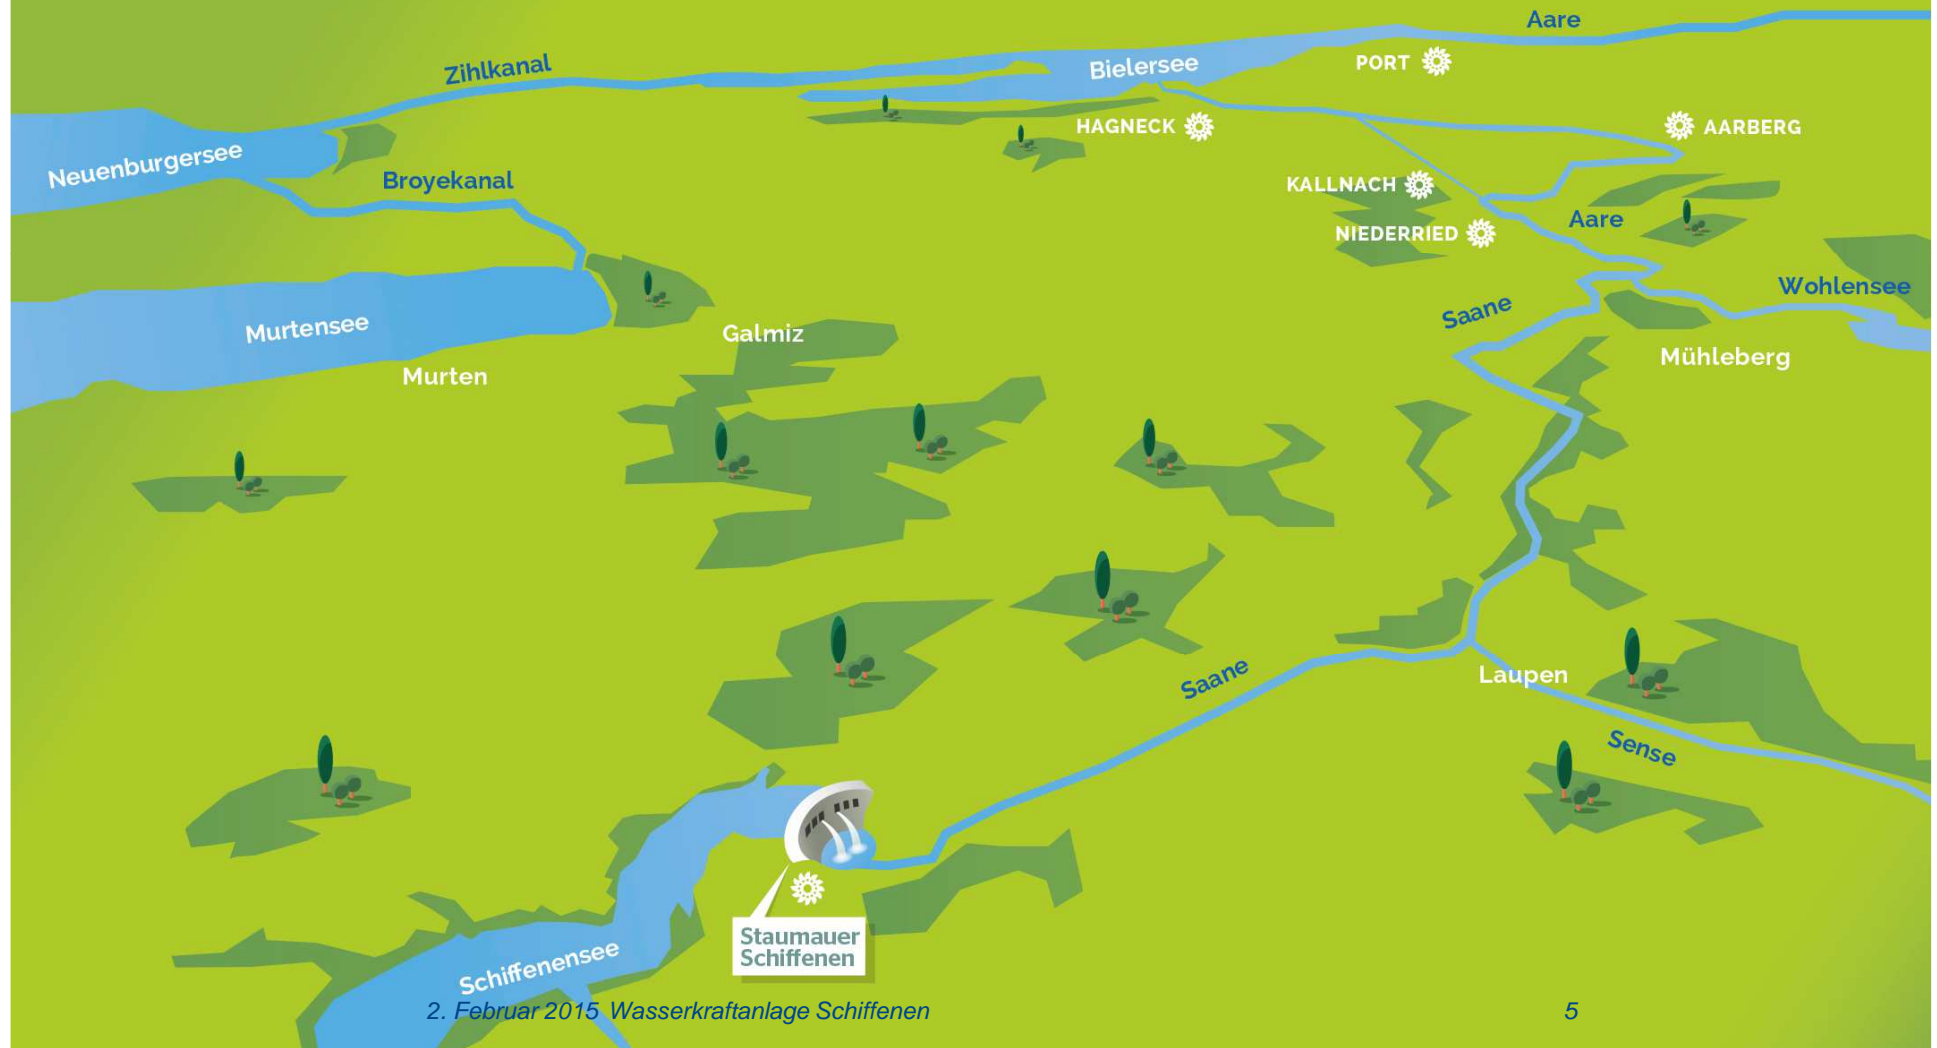 Aare
Zihlkanal
Bielersee
PORT
HAGNECK
AARBERG
Neuenburgersee
Broyekanal
KALLNACH
Aare
NIEDERRIED
Wohlensee
Saane
Murtensee
Galmiz
Mühleberg
Murten
Saane
Laupen
Sense
Staumauer
Schiffenen
Schiffenensee
2. Februar 2015 Wasserkraftanlage Schiffenen 5